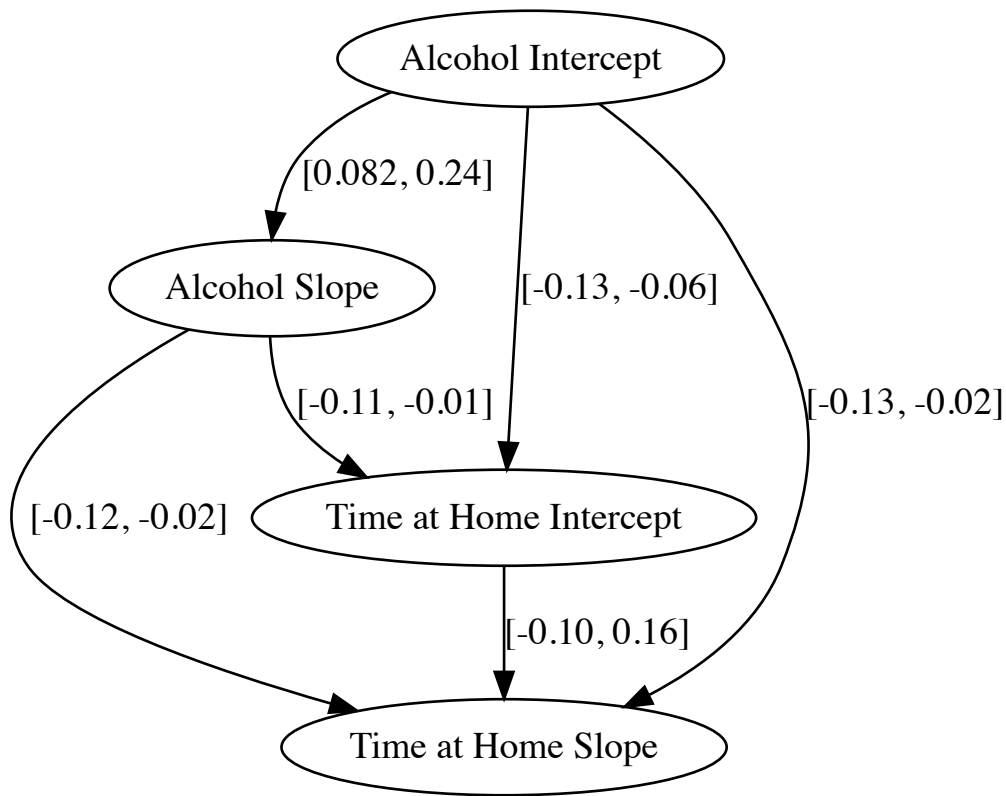 Alcohol Intercept
[0.082, 0.24]
Alcohol Slope
[-0.13, -0.06]
[-0.11, -0.01]
[-0.13, -0.02]
[-0.12, -0.02]
Time at Home Intercept
[-0.10, 0.16]
Time at Home Slope